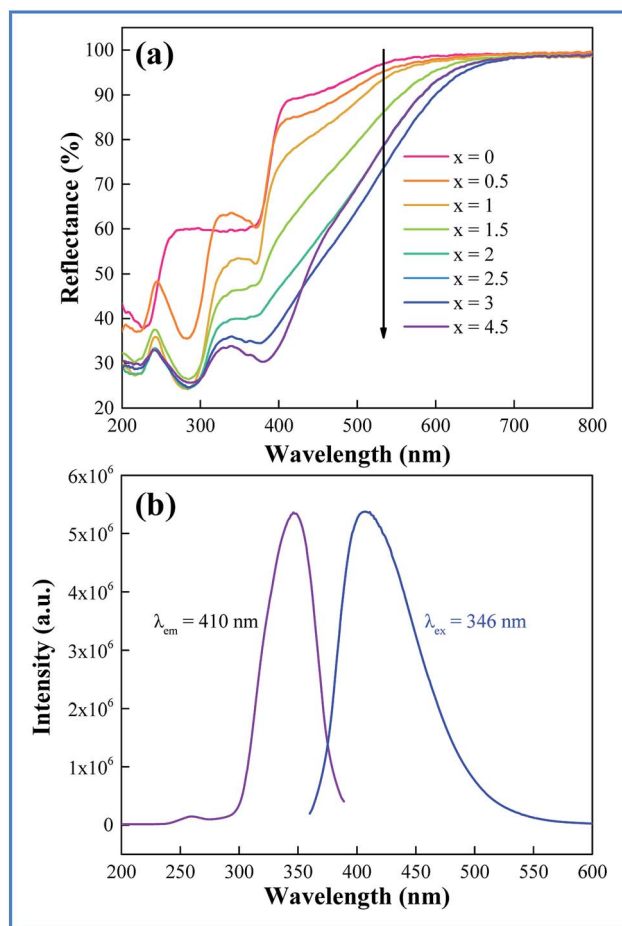 (a)
100
90
80
70
60
50
40
30
20
Reflectance (%)
x = 0
x = 0.5
x = 1
x = 1.5
x = 2
x = 2.5
x = 3
x = 4.5
200 300 400 500 600 700 800
Wavelength (nm)
(b)
6x10⁶
5x10⁶
4x10⁶
3x10⁶
2x10⁶
1x10⁶
0
Intensity (a.u.)
λem = 410 nm
λex = 346 nm
200 250 300 350 400 450 500 550 600
Wavelength (nm)